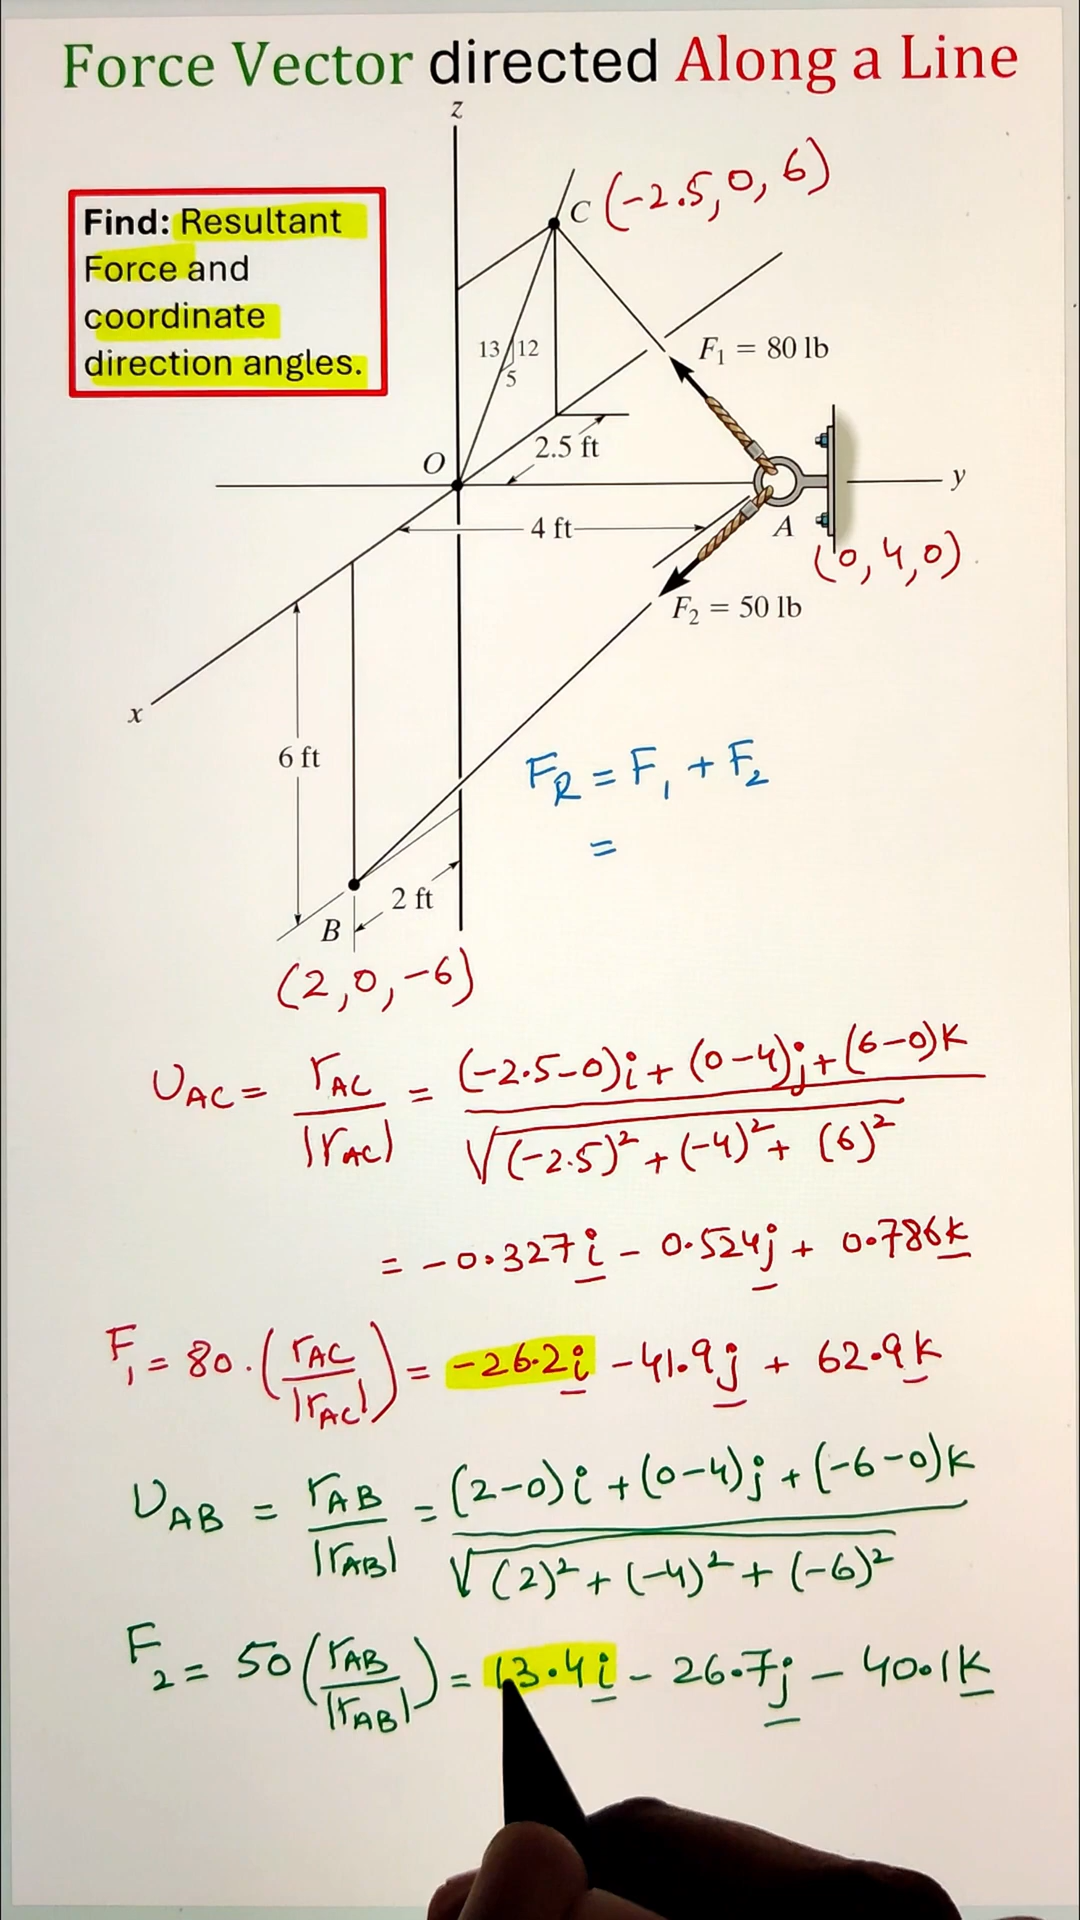 Force Vector directed Along a Line
z
C (-2.5, 0, 6)
Find: Resultant
Force and
coordinate
direction angles.
13 12
5
F₁ = 80 lb
2.5 ft
O
y
4 ft
A
(0, 4, 0)
F₂ = 50 lb
x
6 ft
F_R = F₁ + F₂
=
2 ft
B
(2, 0, -6)
U_AC = r_AC / |r_AC| = (-2.5-0)i + (0-4)j + (6-0)k / √(-2.5)² + (-4)² + (6)²
= -0.327i - 0.524j + 0.786k
F₁ = 80 · (r_AC / |r_AC|) = -26.2i - 41.9j + 62.9k
U_AB = r_AB / |r_AB| = (2-0)i + (0-4)j + (-6-0)k / √(2)² + (-4)² + (-6)²
F₂ = 50 (r_AB / |r_AB|) = 13.4i - 26.7j - 40.1k